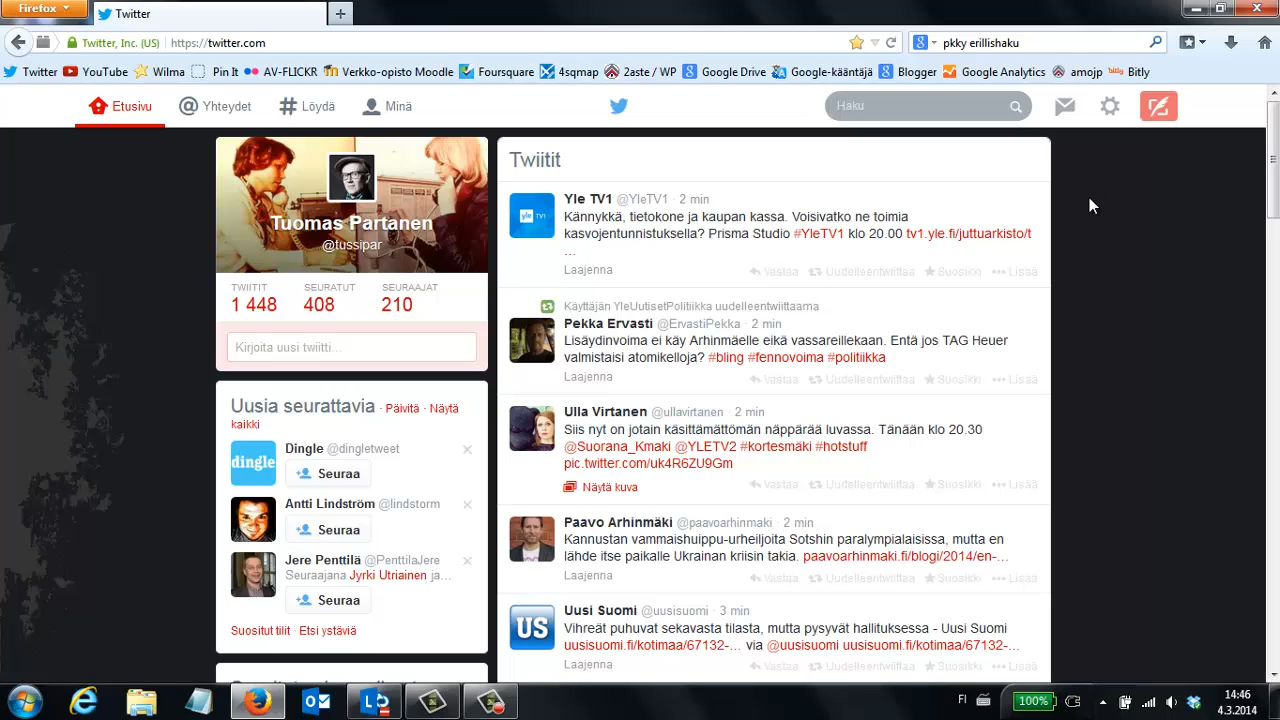 Firefox
Twitter
Twitter, Inc. (US)
https://twitter.com
pkky erillishaku
Twitter
YouTube
Wilma
Pin It
AV-FLICKR
Verkko-opisto Moodle
Foursquare
4sqmap
2aste / WP
Google Drive
Google-kääntäjä
Blogger
Google Analytics
amojp
Bitly
Etusivu
Yhteydet
Löydä
Minä
Haku
Tuomas Partanen
@tussipar
TWIITIT SEURATUT SEURAAJAT
1 448 408 210
Kirjoita uusi twiitti...
Uusia seurattavia · Päivitä · Näytä
kaikki
dingle
Dingle @dingletweet
Seuraa
Antti Lindström @lindstorm
Seuraa
Jere Penttilä @PenttilaJere
Seuraajana Jyrki Utriainen ja…
Seuraa
Suositut tilit · Etsi ystäviä
Twiitit
yle TV1
Yle TV1 @YleTV1 · 2 min
Kännykkä, tietokone ja kaupan kassa. Voisivatko ne toimia
kasvojentunnistuksella? Prisma Studio #YleTV1 klo 20.00 tv1.yle.fi/juttuarkisto/t
…
Laajenna
Vastaa Uudelleentwiittaa Suosikki Lisää
Käyttäjän YleUutisetPolitiikka uudelleentwiittaama
Pekka Ervasti @ErvastiPekka · 2 min
Lisäydinvoima ei käy Arhinmäelle eikä vassareillekaan. Entä jos TAG Heuer
valmistaisi atomikelloja? #bling #fennovoima #politiikka
Laajenna
Vastaa Uudelleentwiittaa Suosikki Lisää
Ulla Virtanen @ullavirtanen · 2 min
Siis nyt on jotain käsittämättömän näppärää luvassa. Tänään klo 20.30
@Suorana_Kmaki @YLETV2 #kortesmäki #hotstuff
pic.twitter.com/uk4R6ZU9Gm
Näytä kuva
Vastaa Uudelleentwiittaa Suosikki Lisää
Paavo Arhinmäki @paavoarhinmaki · 2 min
Kannustan vammaishuippu-urheiljoita Sotshin paralympialaisissa, mutta en
lähde itse paikalle Ukrainan kriisin takia. paavoarhinmaki.fi/blogi/2014/en-…
Laajenna
Vastaa Uudelleentwiittaa Suosikki Lisää
US
Uusi Suomi @uusisuomi · 3 min
Vihreät puhuvat sekavasta tilasta, mutta pysyvät hallituksessa - Uusi Suomi
uusisuomi.fi/kotimaa/67132-… via @uusisuomi uusisuomi.fi/kotimaa/67132-…
Laajenna
Vastaa Uudelleentwiittaa Suosikki Lisää
FI
100%
14:46
4.3.2014